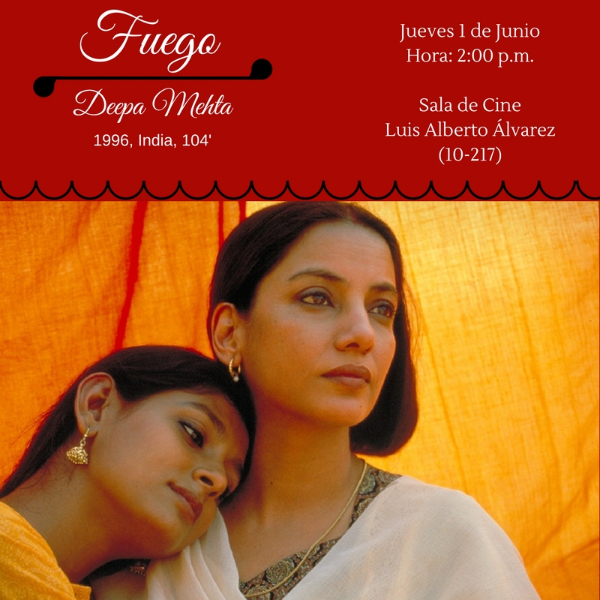 Fuego
Deepa Mehta
1996, India, 104'
Jueves 1 de Junio
Hora: 2:00 p.m.
Sala de Cine
Luis Alberto Álvarez
(10-217)